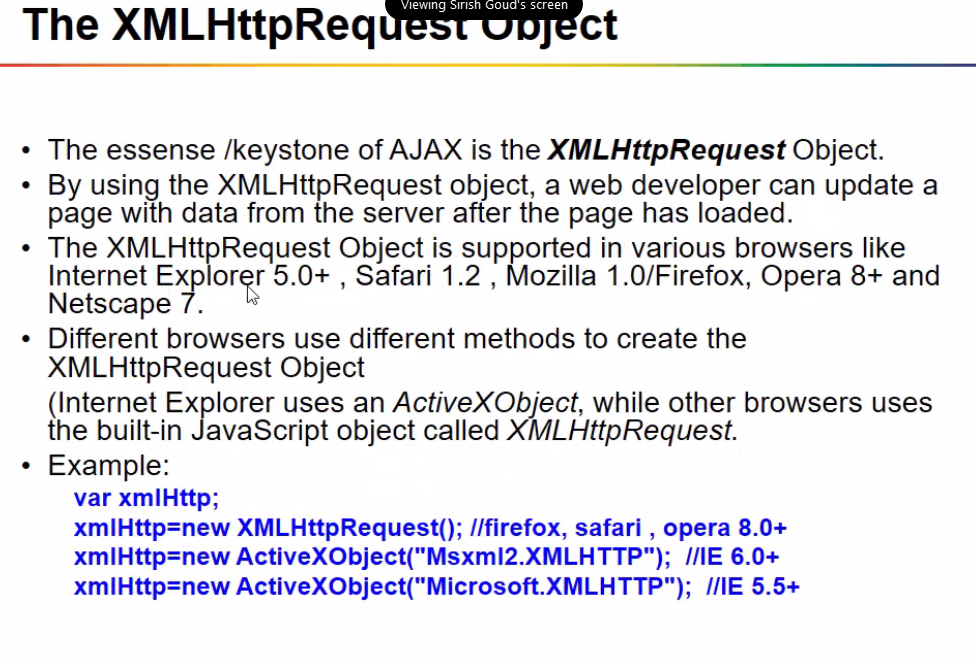 Viewing Sirish Goud's screen
The XMLHttpRequest Object
• The essense /keystone of AJAX is the XMLHttpRequest Object.
• By using the XMLHttpRequest object, a web developer can update a
page with data from the server after the page has loaded.
• The XMLHttpRequest Object is supported in various browsers like
Internet Explorer 5.0+ , Safari 1.2 , Mozilla 1.0/Firefox, Opera 8+ and
Netscape 7.
• Different browsers use different methods to create the
XMLHttpRequest Object
(Internet Explorer uses an ActiveXObject, while other browsers uses
the built-in JavaScript object called XMLHttpRequest.
• Example:
var xmlHttp;
xmlHttp=new XMLHttpRequest(); //firefox, safari , opera 8.0+
xmlHttp=new ActiveXObject("Msxml2.XMLHTTP"); //IE 6.0+
xmlHttp=new ActiveXObject("Microsoft.XMLHTTP"); //IE 5.5+